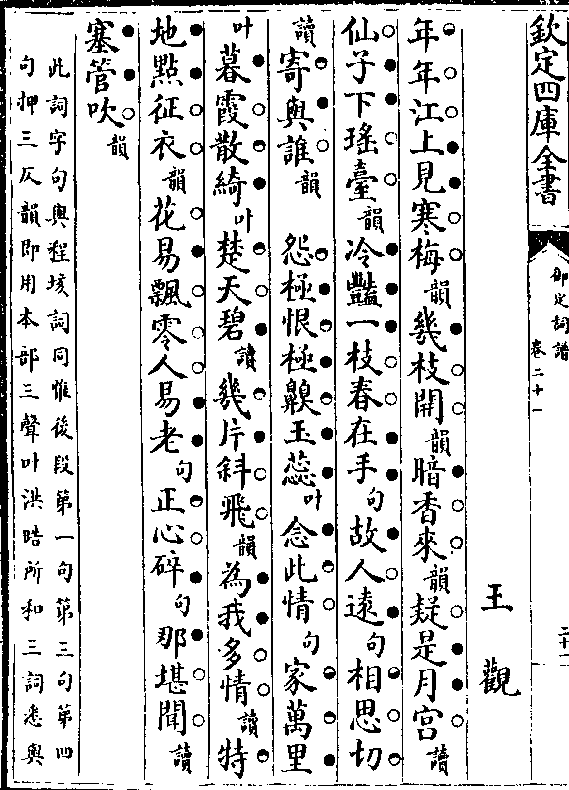 欽定四庫全書
御定詞譜
卷二十一
二十一
王觀
年年江上見寒梅韻幾枝開韻暗香來韻疑是月宮讀
仙子下瑤臺韻冷豔一枝春在手句故人遠句相思切
讀寄與誰韻　怨極恨極齅玉蕊叶念此情句家萬里
叶暮霞散綺叶楚天碧讀幾片斜飛韻為我多情讀特
地點征衣韻花易飄零人易老句正心碎句那堪聞讀
塞管吹韻
此詞字句與程垓詞同惟後段第一句第三句第四
句押三仄韻即用本部三聲叶洪晧所和三詞悉與